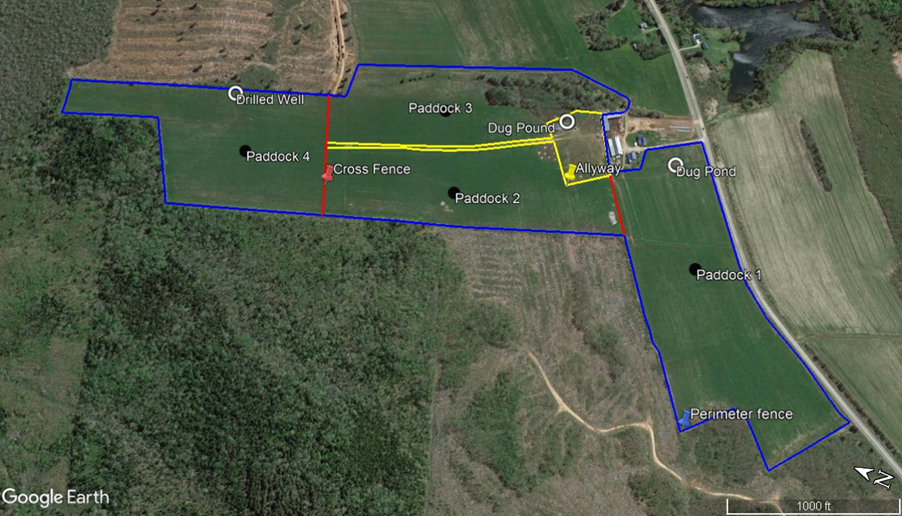 Drilled Well
Paddock 3
Dug Pound
Paddock 4
Cross Fence
Allyway
Dug Pond
Paddock 2
Paddock 1
Perimeter fence
N
Google Earth
1000 ft